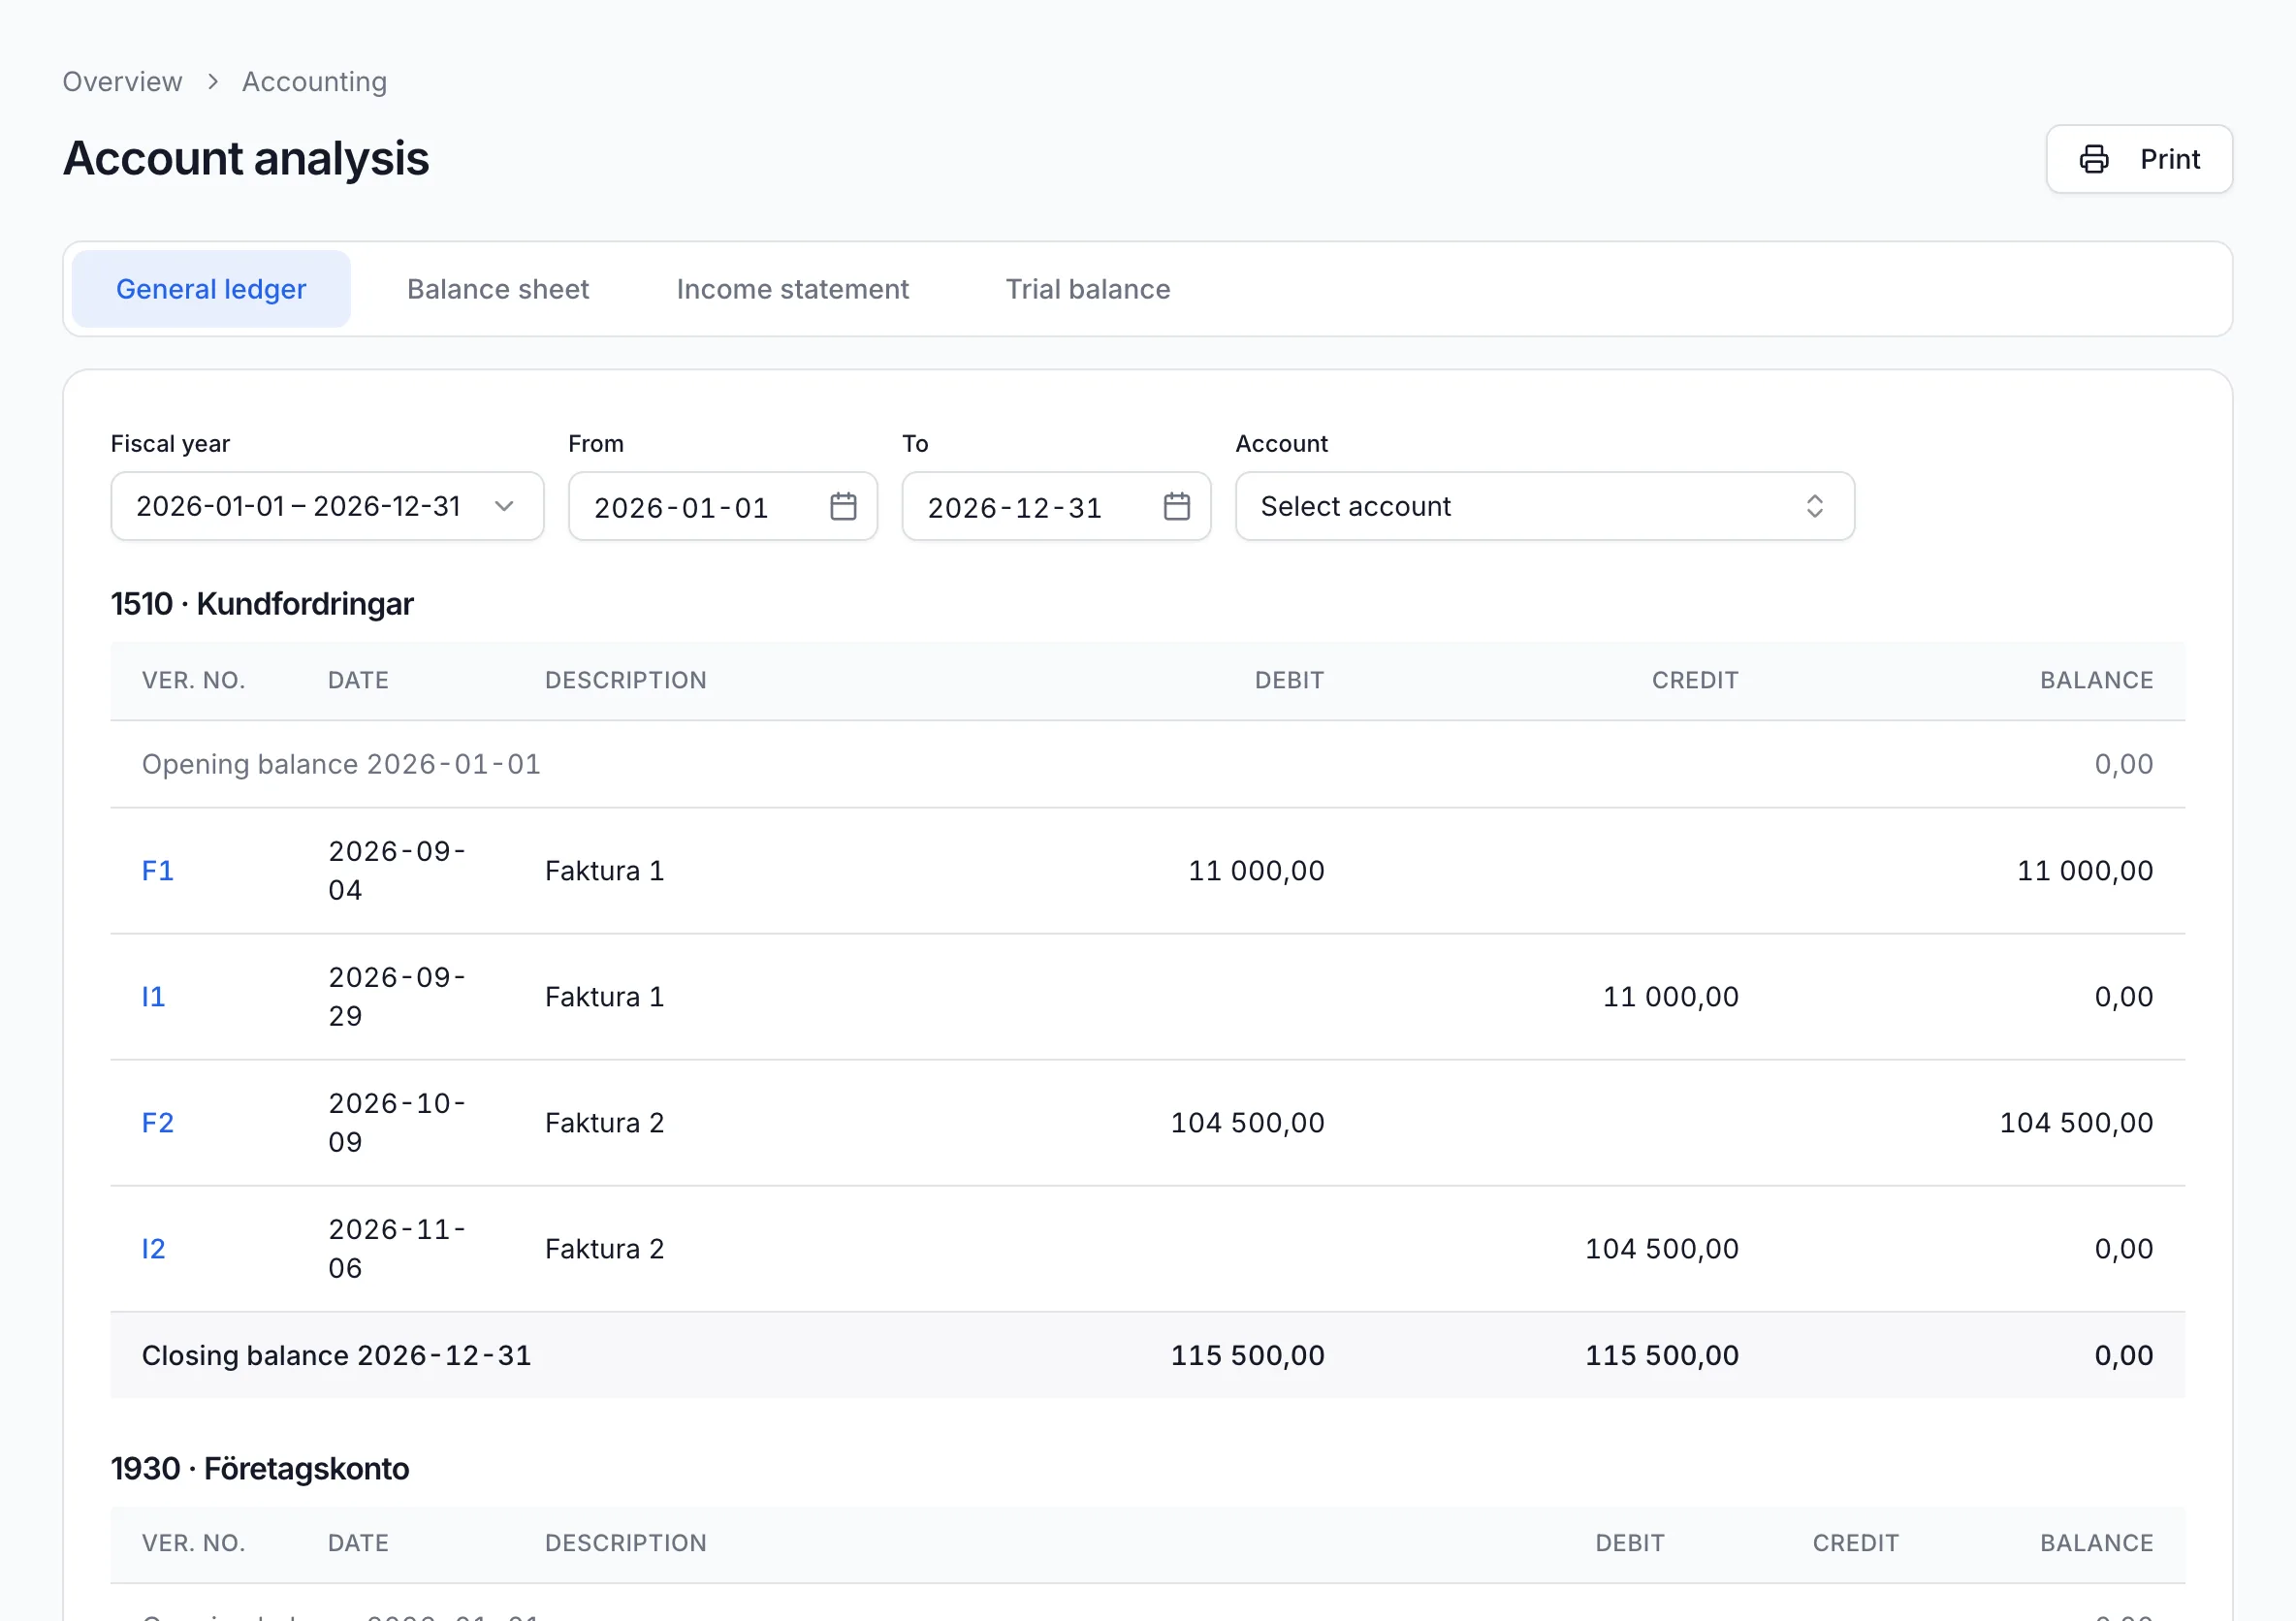 Overview > Accounting
Account analysis
Print
General ledger Balance sheet Income statement Trial balance
Fiscal year From To Account
2026-01-01 – 2026-12-31 2026-01-01 2026-12-31 Select account
1510 · Kundfordringar
VER. NO. DATE DESCRIPTION DEBIT CREDIT BALANCE
Opening balance 2026-01-01 0,00
F1 2026-09-04 Faktura 1 11 000,00 11 000,00
I1 2026-09-29 Faktura 1 11 000,00 0,00
F2 2026-10-09 Faktura 2 104 500,00 104 500,00
I2 2026-11-06 Faktura 2 104 500,00 0,00
Closing balance 2026-12-31 115 500,00 115 500,00 0,00
1930 · Företagskonto
VER. NO. DATE DESCRIPTION DEBIT CREDIT BALANCE